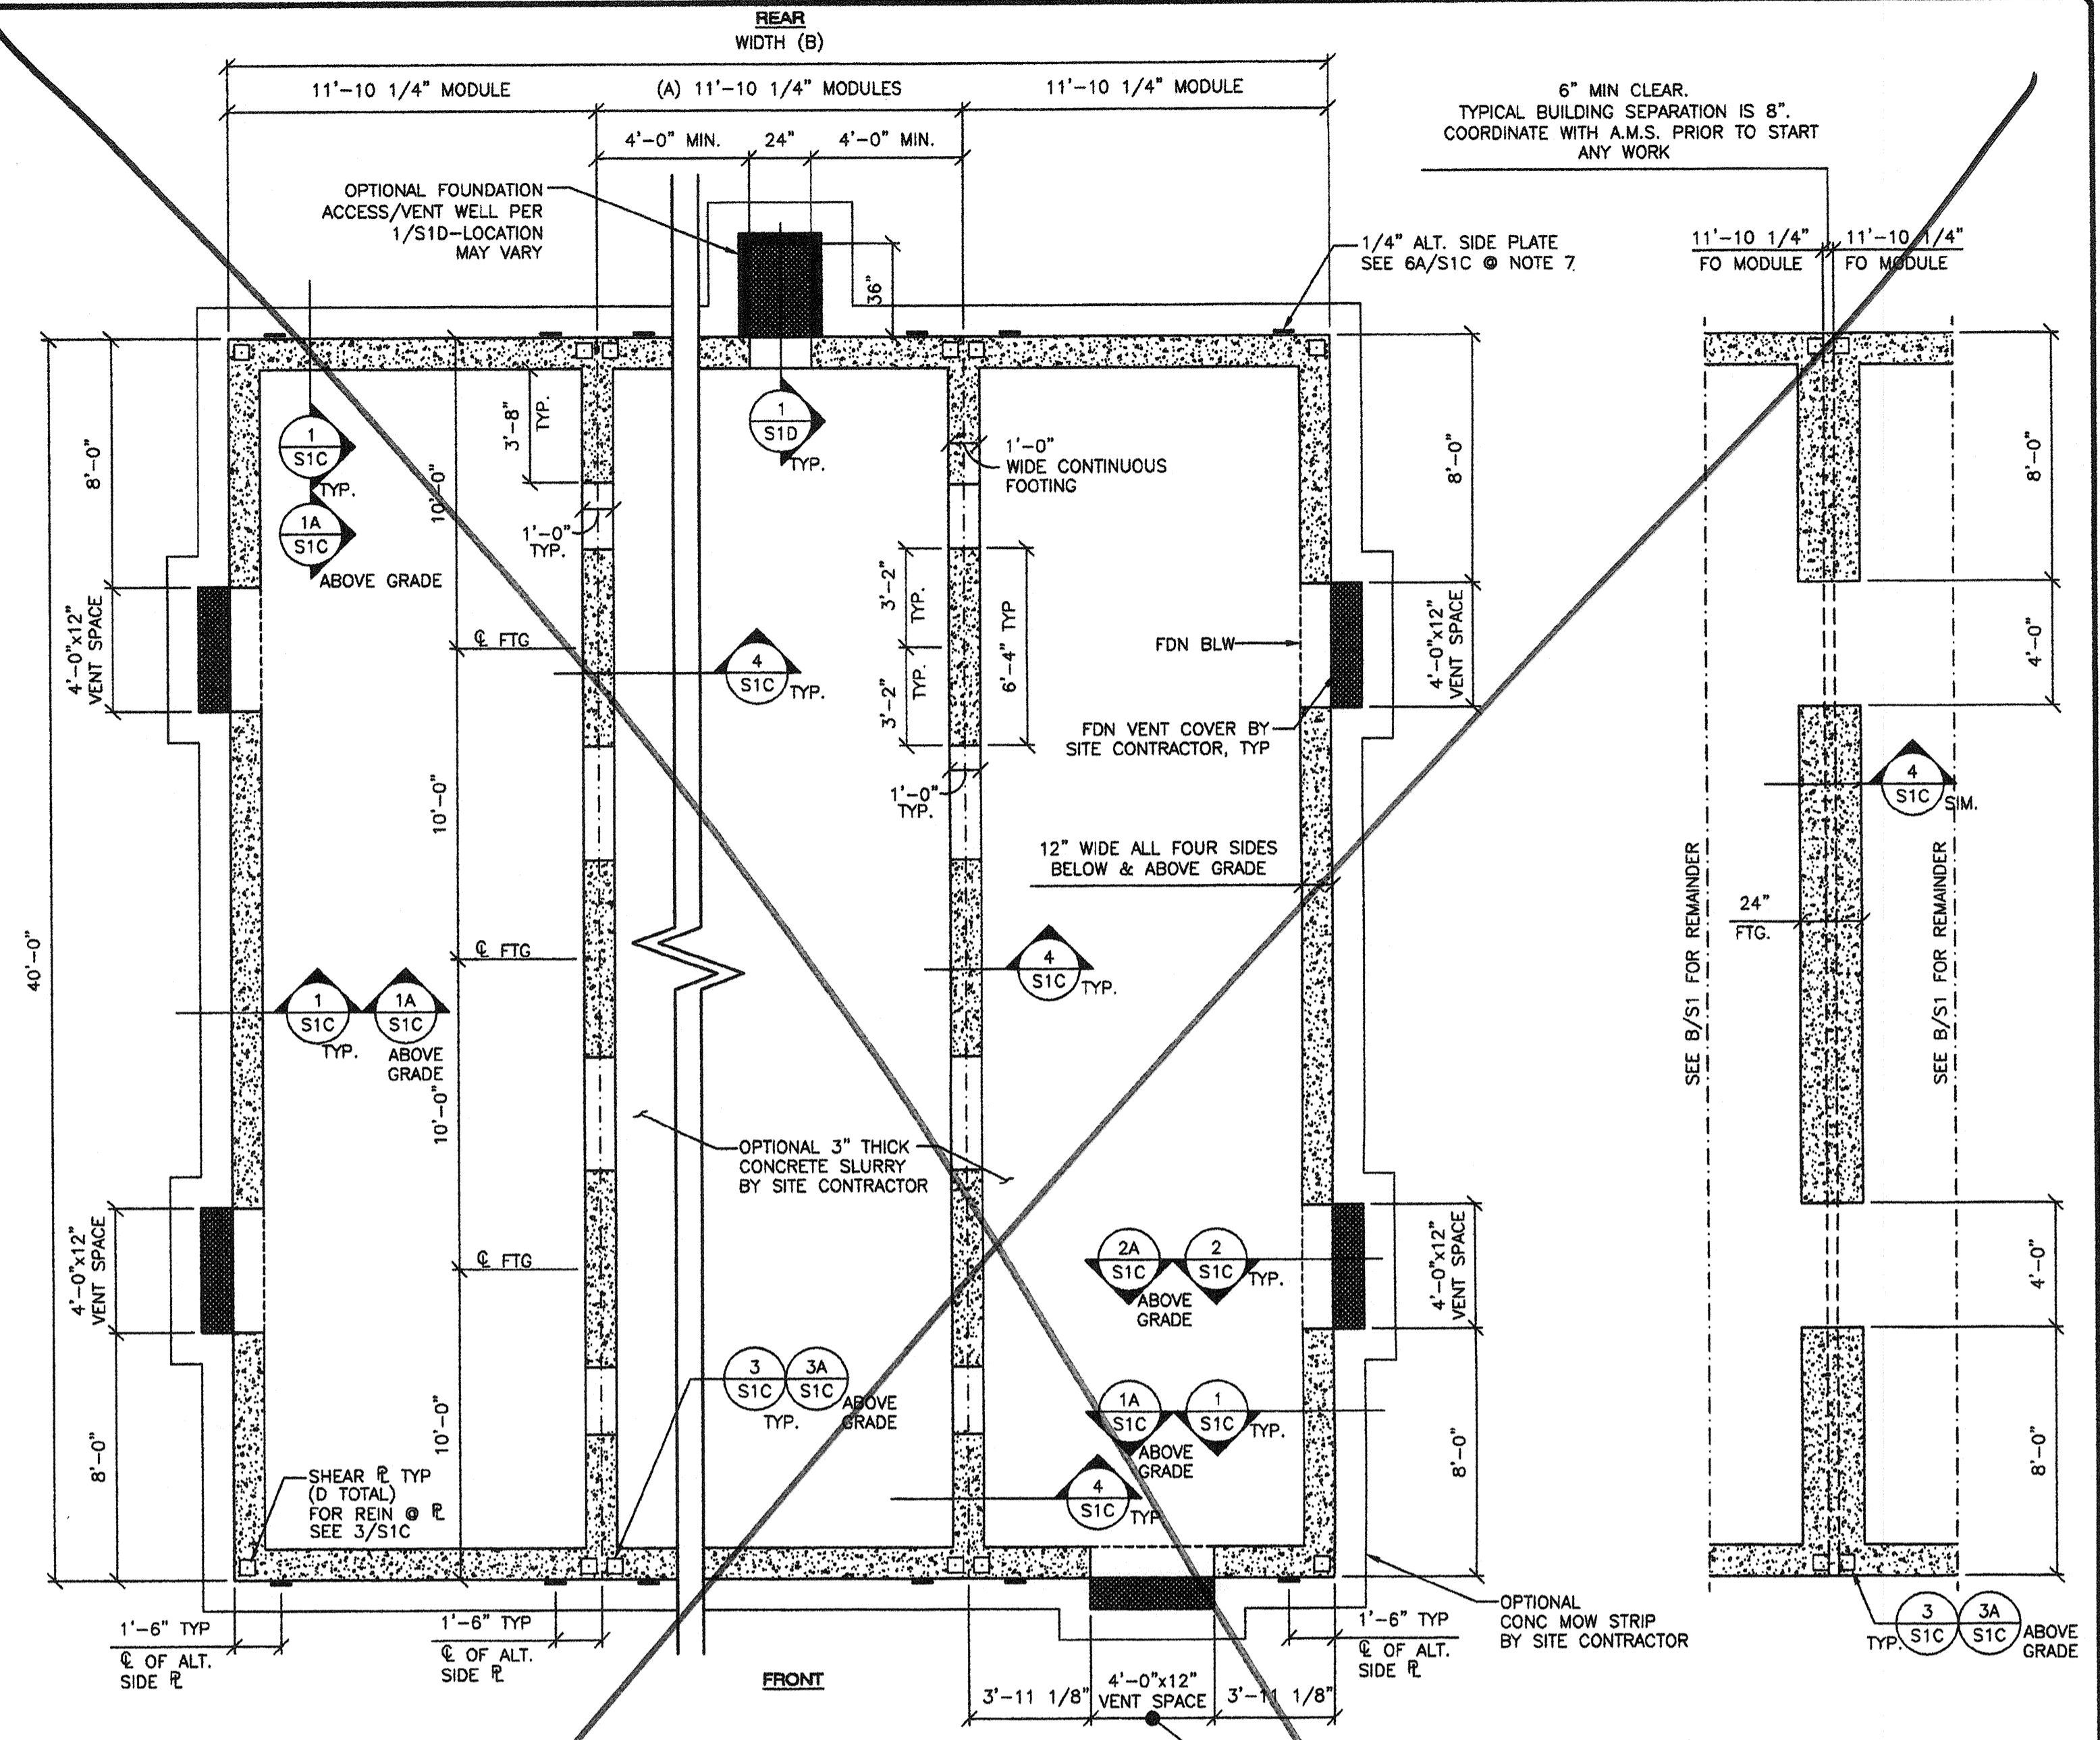 REAR
WIDTH (B)
11'-10 1/4" MODULE
(A) 11'-10 1/4" MODULES
11'-10 1/4" MODULE
4'-0" MIN.
24"
4'-0" MIN.
6" MIN CLEAR.
TYPICAL BUILDING SEPARATION IS 8".
COORDINATE WITH A.M.S. PRIOR TO START
ANY WORK
OPTIONAL FOUNDATION
ACCESS/VENT WELL PER
1/S1D-LOCATION
MAY VARY
36"
1/4" ALT. SIDE PLATE
SEE 6A/S1C @ NOTE 7
11'-10 1/4"
FO MODULE
11'-10 1/4"
FO MODULE
8'-0"
1
S1C
TYP.
1A
S1C
ABOVE GRADE
3'-8"
TYP.
10'-0"
1'-0"
TYP.
1
S1D
TYP.
1'-0"
WIDE CONTINUOUS
FOOTING
8'-0"
8'-0"
4'-0"x12"
VENT SPACE
℄ FTG
4
S1C
TYP.
3'-2"
TYP.
3'-2"
TYP.
6'-4" TYP
FDN BLW
4'-0"x12"
VENT SPACE
4'-0"
FDN VENT COVER BY
SITE CONTRACTOR, TYP
10'-0"
1'-0"
TYP.
4
S1C
SIM.
12" WIDE ALL FOUR SIDES
BELOW & ABOVE GRADE
SEE B/S1 FOR REMAINDER
24"
FTG.
SEE B/S1 FOR REMAINDER
40'-0"
℄ FTG
4
S1C
TYP.
1
S1C
TYP.
1A
S1C
ABOVE
GRADE
10'-0"
OPTIONAL 3" THICK
CONCRETE SLURRY
BY SITE CONTRACTOR
4'-0"x12"
VENT SPACE
℄ FTG
2A
S1C
ABOVE
GRADE
2
S1C
TYP.
4'-0"x12"
VENT SPACE
4'-0"
3
S1C
TYP.
3A
S1C
ABOVE
GRADE
1A
S1C
ABOVE
GRADE
1
S1C
TYP.
8'-0"
10'-0"
8'-0"
8'-0"
SHEAR ⅊ TYP
(D TOTAL)
FOR REIN @ ⅊
SEE 3/S1C
4
S1C
TYP.
1'-6" TYP
℄ OF ALT.
SIDE ⅊
1'-6" TYP
℄ OF ALT.
SIDE ⅊
FRONT
3'-11 1/8"
4'-0"x12"
VENT SPACE
3'-11 1/8"
1'-6" TYP
℄ OF ALT.
SIDE ⅊
OPTIONAL
CONC MOW STRIP
BY SITE CONTRACTOR
TYP.
3
S1C
3A
S1C
ABOVE
GRADE